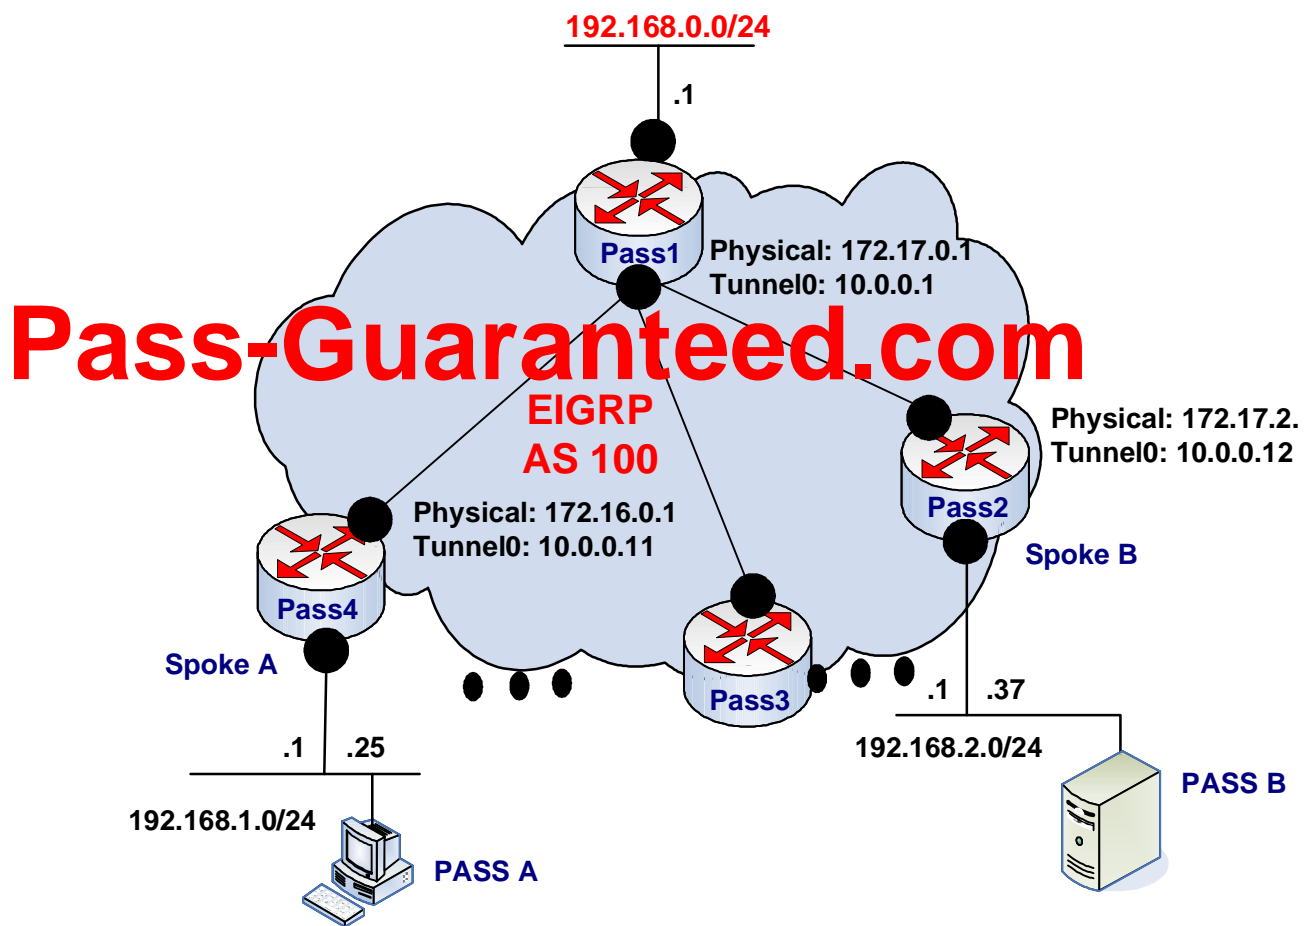 192.168.0.0/24
.1
Pass1
Physical: 172.17.0.1
Tunnel0: 10.0.0.1
Pass-Guaranteed.com
EIGRP
AS 100
Physical: 172.17.2.
Tunnel0: 10.0.0.12
Pass2
Spoke B
Physical: 172.16.0.1
Tunnel0: 10.0.0.11
Pass4
Spoke A
Pass3
.1 .37
192.168.2.0/24
.1 .25
192.168.1.0/24
PASS B
PASS A